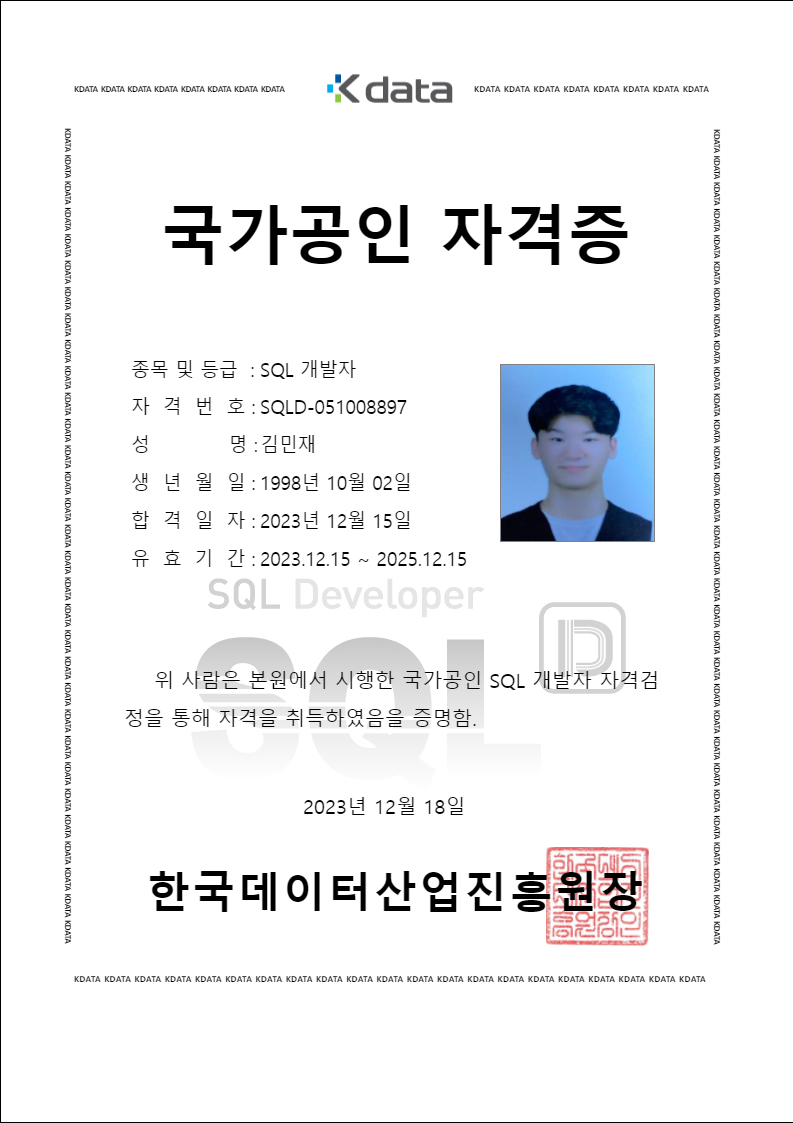 KDATA KDATA KDATA KDATA KDATA KDATA KDATA KDATA
K data
KDATA KDATA KDATA KDATA KDATA KDATA KDATA KDATA
국가공인 자격증
종목 및 등급 : SQL 개발자
자 격 번 호 : SQLD-051008897
성 명 : 김민재
생 년 월 일 : 1998년 10월 02일
합 격 일 자 : 2023년 12월 15일
유 효 기 간 : 2023.12.15 ~ 2025.12.15
SQL Developer
SQL
D
위 사람은 본원에서 시행한 국가공인 SQL 개발자 자격검
정을 통해 자격을 취득하였음을 증명함.
2023년 12월 18일
한국데이터산업진흥원장
KDATA KDATA KDATA KDATA KDATA KDATA KDATA KDATA KDATA KDATA KDATA KDATA KDATA KDATA KDATA KDATA KDATA KDATA KDATA KDATA KDATA